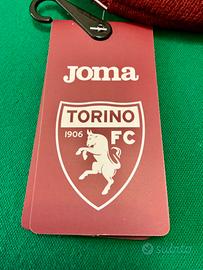 Joma
TORINO
1906 FC
subito